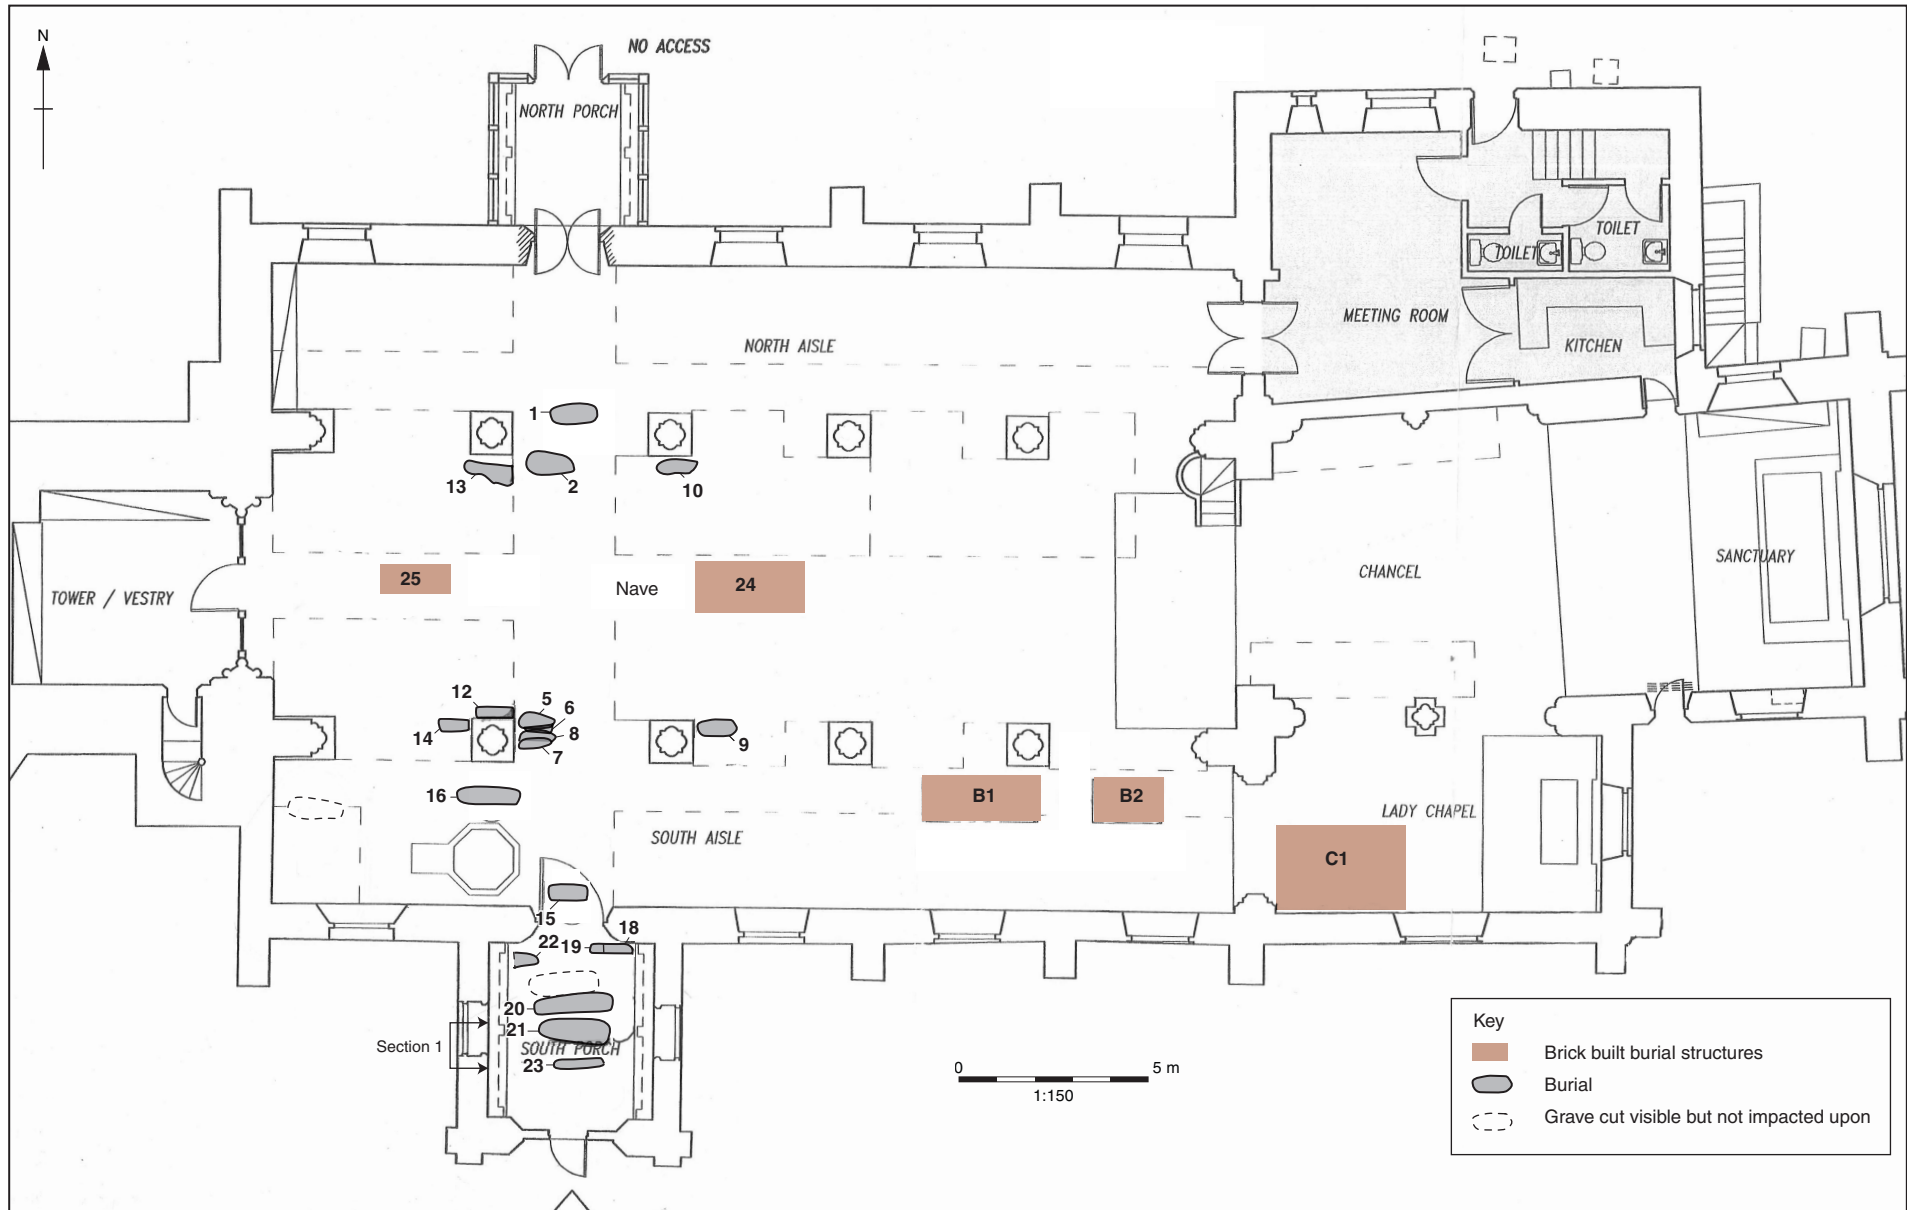 N
NO ACCESS
NORTH PORCH
TOILET
TOILET
MEETING ROOM
KITCHEN
NORTH AISLE
1
13
2
10
SANCTUARY
CHANCEL
25
Nave
24
TOWER / VESTRY
12
5
6
14
8
9
7
16
B1
B2
LADY CHAPEL
SOUTH AISLE
C1
15
18
22
19
20
21
Section 1
SOUTH PORCH
23
0
5 m
1:150
Key
Brick built burial structures
Burial
Grave cut visible but not impacted upon